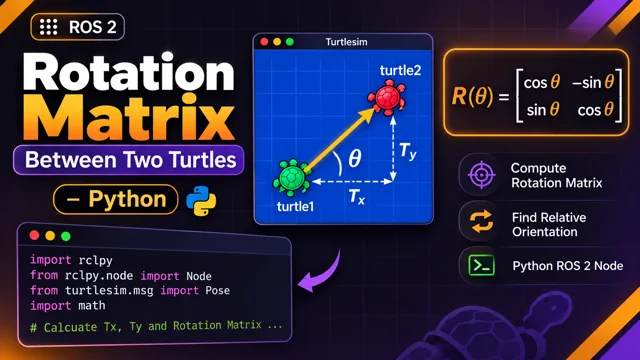 ROS 2
Rotation
Matrix
Between Two Turtles
– Python
import rclpy
from rclpy.node import Node
from turtlesim.msg import Pose
import math
# Calcuate Tx, Ty and Rotation Matrix ...
Turtlesim
turtle2
θ
Ty
turtle1
Tx
R(θ) = [cos θ −sin θ
sin θ cos θ]
Compute
Rotation Matrix
Find Relative
Orientation
>_
Python ROS 2 Node